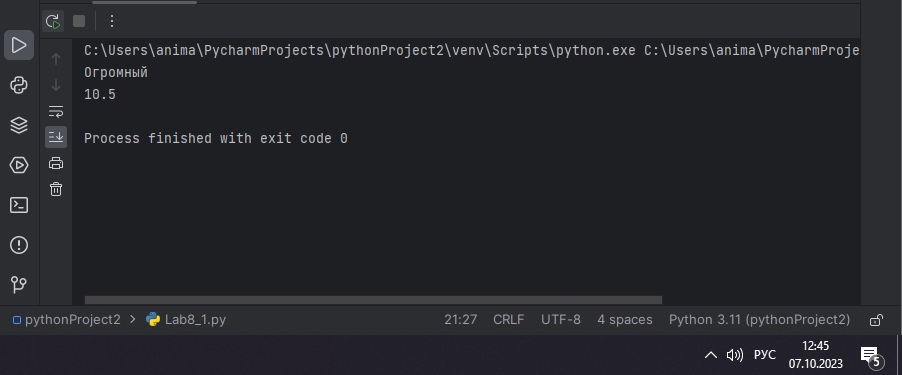 C:\Users\anima\PycharmProjects\pythonProject2\venv\Scripts\python.exe C:\Users\anima\PycharmProje
Огромный
10.5
Process finished with exit code 0
pythonProject2 > Lab8_1.py 21:27 CRLF UTF-8 4 spaces Python 3.11 (pythonProject2)
РУС 12:45
07.10.2023 5